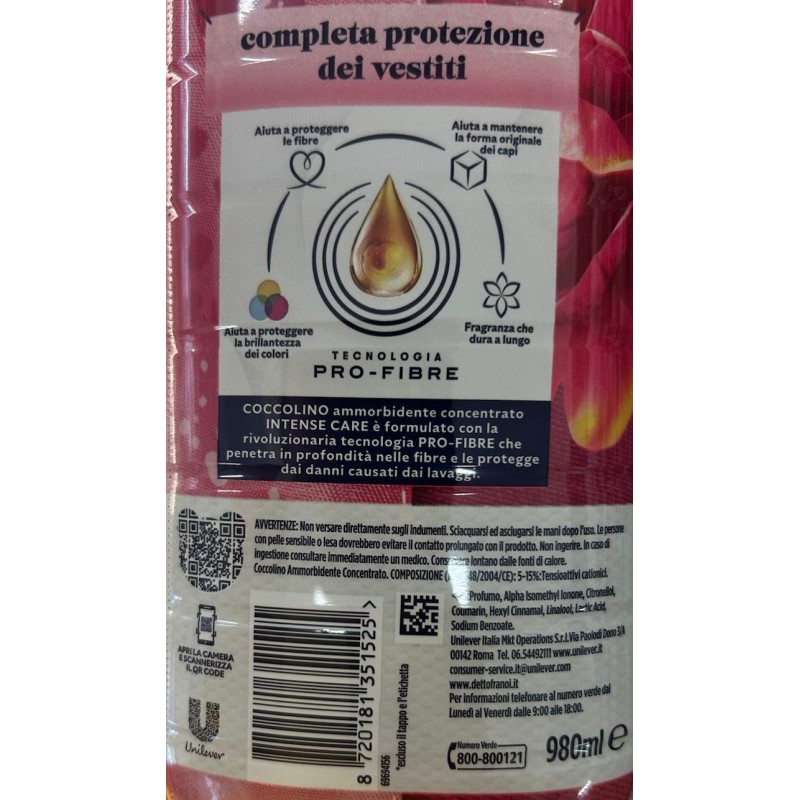 completa protezione
dei vestiti
Aiuta a proteggere
le fibre
Aiuta a mantenere
la forma originale
dei capi
Aiuta a proteggere
la brillantezza
dei colori
Fragranza che
dura a lungo
TECNOLOGIA
PRO-FIBRE
COCCOLINO ammorbidente concentrato
INTENSE CARE è formulato con la
rivoluzionaria tecnologia PRO-FIBRE che
penetra in profondità nelle fibre e le protegge
dai danni causati dai lavaggi.
AVVERTENZE: Non versare direttamente sugli indumenti. Sciacquarsi ed asciugarsi le mani dopo l'uso. Le persone
con pelle sensibile o lesa dovrebbero evitare il contatto prolungato con il prodotto. Non ingerire. In caso di
ingestione consultare immediatamente un medico. Conservare lontano dalle fonti di calore.
Coccolino Ammorbidente Concentrato. COMPOSIZIONE 48/2004/CE): 5-15%:Tensioattivi cationici.
Profumo, Alpha Isomethyl Ionone, Citronellol,
Coumarin, Hexyl Cinnamal, Linalool, Lactic Acid,
Sodium Benzoate.
Unilever Italia Mkt Operations S.r.l. Via Paolo di Dono 3/A
00142 Roma Tel. 06.54492111 www.unilever.it
consumer-service.it@unilever.com
www.dettofranoi.it
Per informazioni telefonare al numero verde dal
Lunedì al Venerdì dalle 9:00 alle 18:00.
APRI LA CAMERA
E SCANNERIZZA
IL QR CODE
Unilever
8 720181 351525 >
69694156
*escluso il tappo e l'etichetta
Numero Verde
800-800121
980ml e